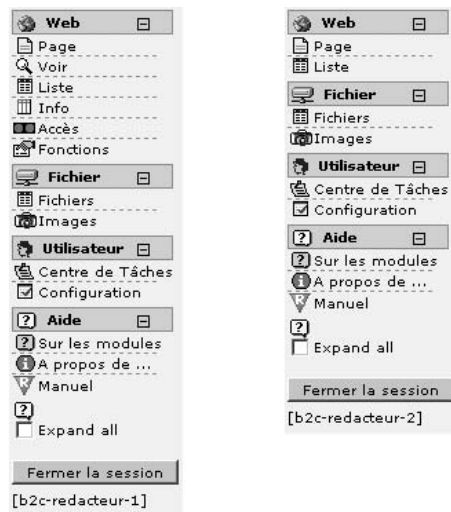 Web
Page
Voir
Liste
Info
Accès
Fonctions
Fichier
Fichiers
Images
Utilisateur
Centre de Tâches
Configuration
? Aide
? Sur les modules
A propos de ...
Manuel
?
Expand all
Fermer la session
[b2c-redacteur-1]
Web
Page
Liste
Fichier
Fichiers
Images
Utilisateur
Centre de Tâches
Configuration
? Aide
? Sur les modules
A propos de ...
Manuel
?
Expand all
Fermer la session
[b2c-redacteur-2]